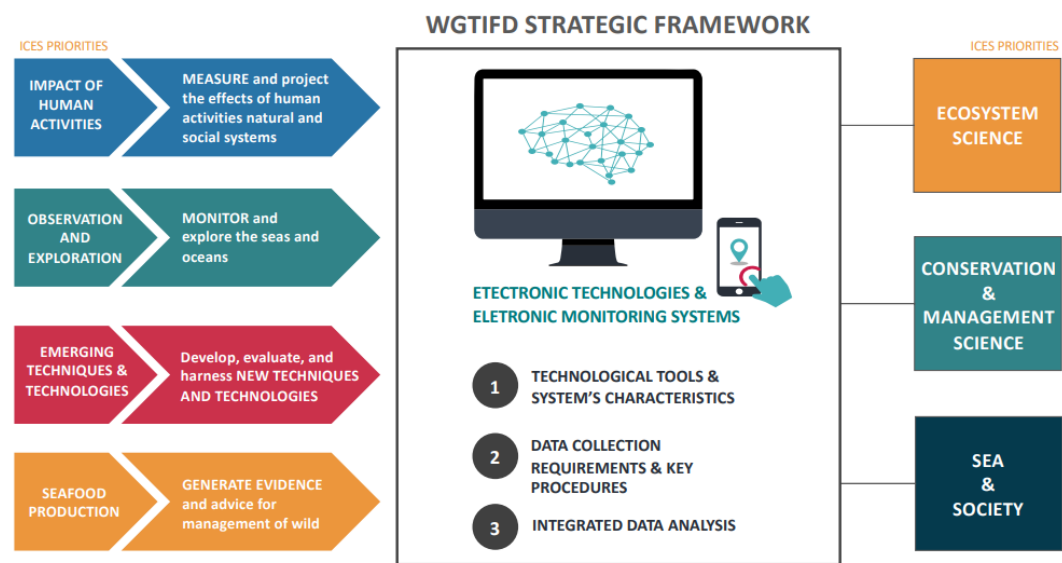 WGTIFD STRATEGIC FRAMEWORK
ICES PRIORITIES
IMPACT OF
HUMAN
ACTIVITIES
MEASURE and project
the effects of human
activities natural and
social systems
OBSERVATION
AND
EXPLORATION
MONITOR and
explore the seas and
oceans
EMERGING
TECHNIQUES &
TECHNOLOGIES
Develop, evaluate, and
harness NEW TECHNIQUES
AND TECHNOLOGIES
SEAFOOD
PRODUCTION
GENERATE EVIDENCE
and advice for
management of wild
ETECTRONIC TECHNOLOGIES &
ELETRONIC MONITORING SYSTEMS
1
TECHNOLOGICAL TOOLS &
SYSTEM'S CHARACTERISTICS
2
DATA COLLECTION
REQUIREMENTS & KEY
PROCEDURES
3
INTEGRATED DATA ANALYSIS
ICES PRIORITIES
ECOSYSTEM
SCIENCE
CONSERVATION
&
MANAGEMENT
SCIENCE
SEA
&
SOCIETY